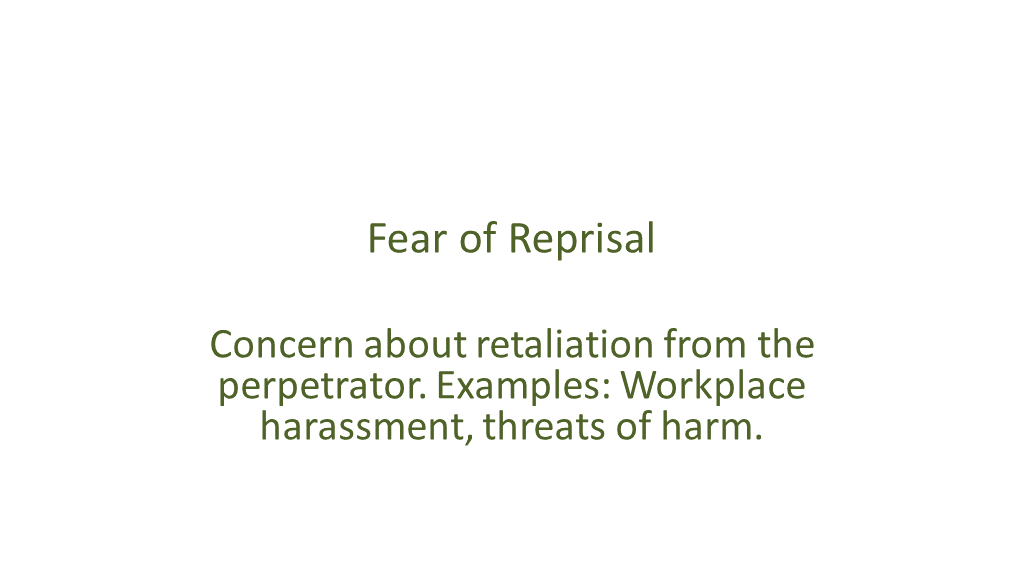 Fear of Reprisal
Concern about retaliation from the
perpetrator. Examples: Workplace
harassment, threats of harm.